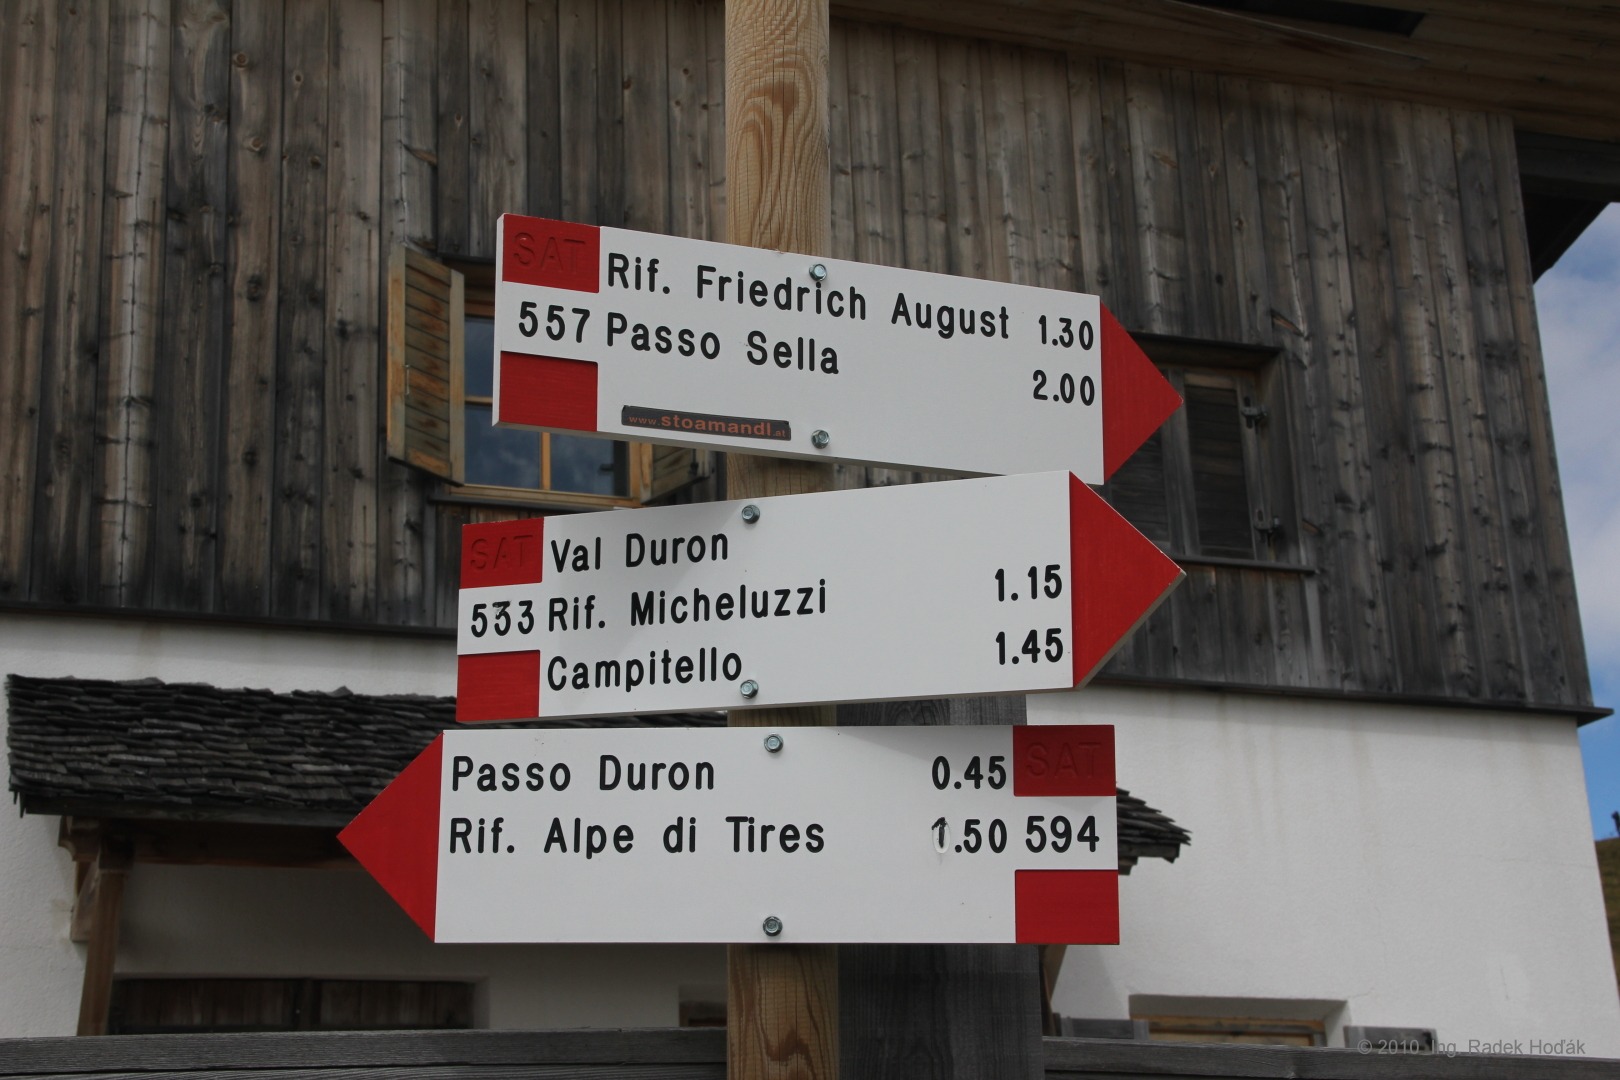 SAT
Rif. Friedrich August 1.30
557 Passo Sella
2.00
www.stoamandl.at
SAT
Val Duron
533 Rif. Micheluzzi 1.15
Campitello 1.45
Passo Duron 0.45
SAT
Rif. Alpe di Tires 1.50 594
© 2010 Ing. Radek Hoďák